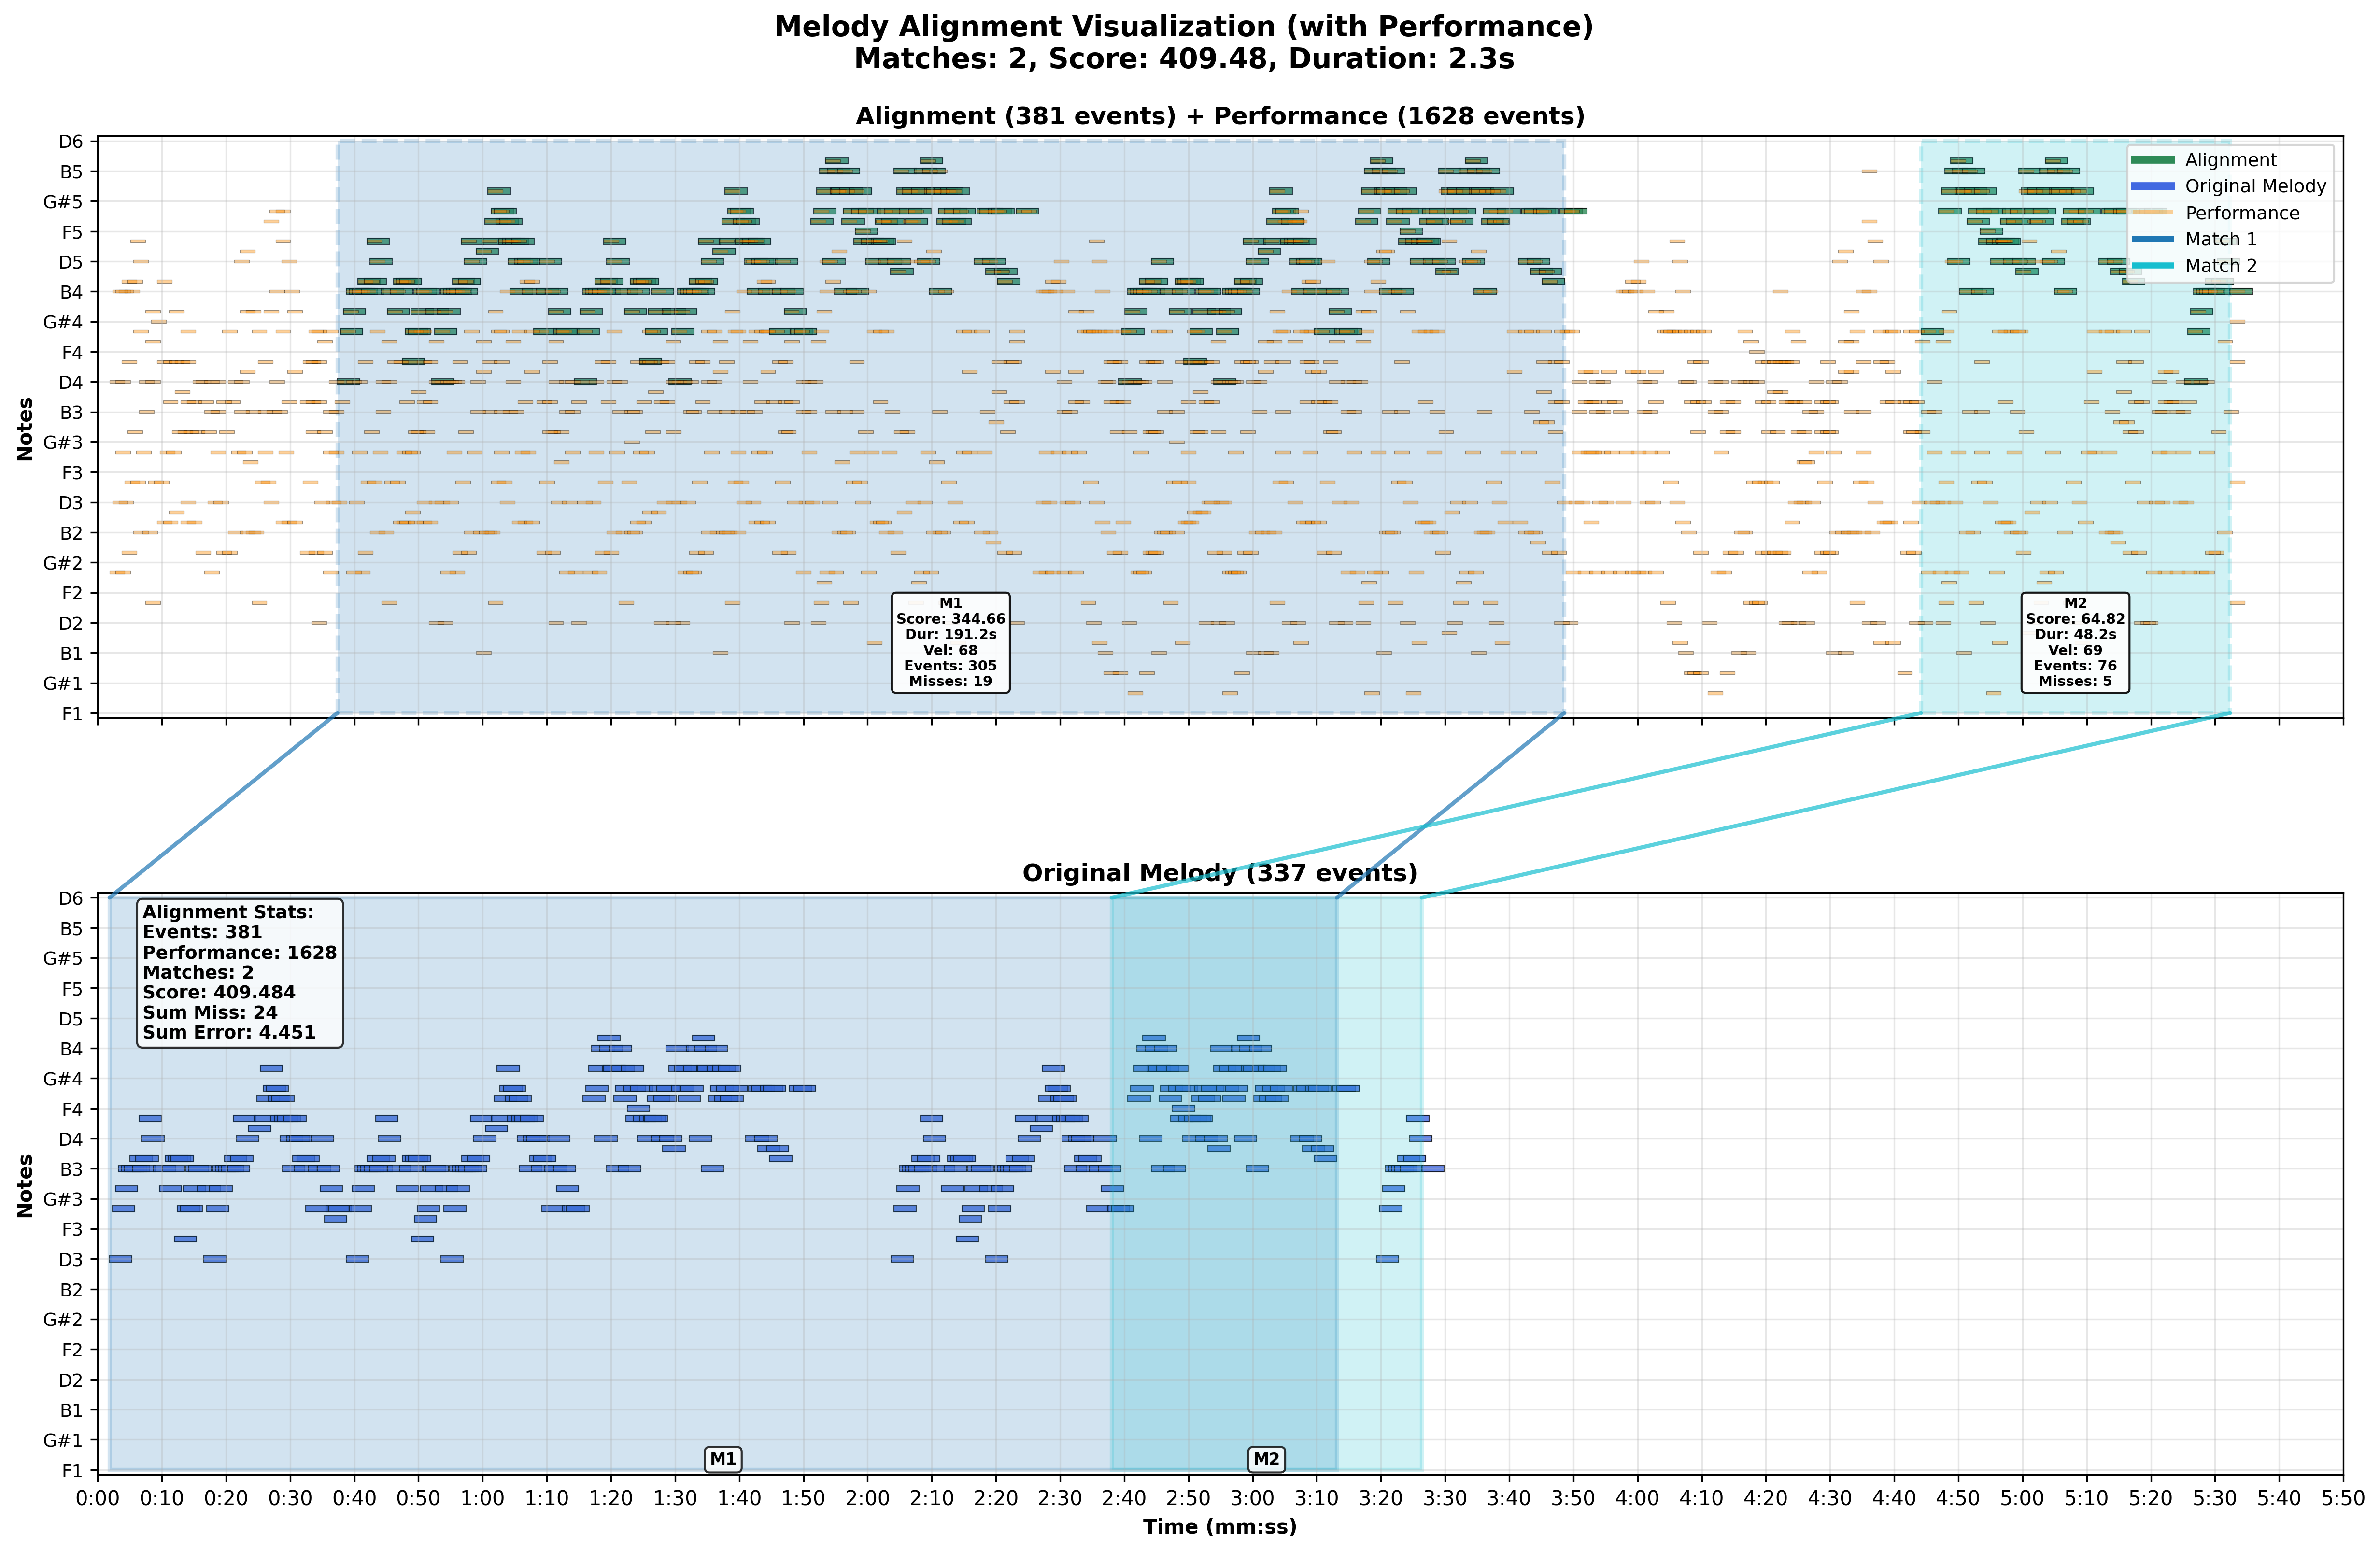 Melody Alignment Visualization (with Performance)
Matches: 2, Score: 409.48, Duration: 2.3s
Alignment (381 events) + Performance (1628 events)
Notes
D6
B5
G#5
F5
D5
B4
G#4
F4
D4
B3
G#3
F3
D3
B2
G#2
F2
D2
B1
G#1
F1
Alignment
Original Melody
Performance
Match 1
Match 2
M1
Score: 344.66
Dur: 191.2s
Vel: 68
Events: 305
Misses: 19
M2
Score: 64.82
Dur: 48.2s
Vel: 69
Events: 76
Misses: 5
Original Melody (337 events)
Notes
D6
B5
G#5
F5
D5
B4
G#4
F4
D4
B3
G#3
F3
D3
B2
G#2
F2
D2
B1
G#1
F1
Alignment Stats:
Events: 381
Performance: 1628
Matches: 2
Score: 409.484
Sum Miss: 24
Sum Error: 4.451
M1
M2
0:00 0:10 0:20 0:30 0:40 0:50 1:00 1:10 1:20 1:30 1:40 1:50 2:00 2:10 2:20 2:30 2:40 2:50 3:00 3:10 3:20 3:30 3:40 3:50 4:00 4:10 4:20 4:30 4:40 4:50 5:00 5:10 5:20 5:30 5:40 5:50
Time (mm:ss)